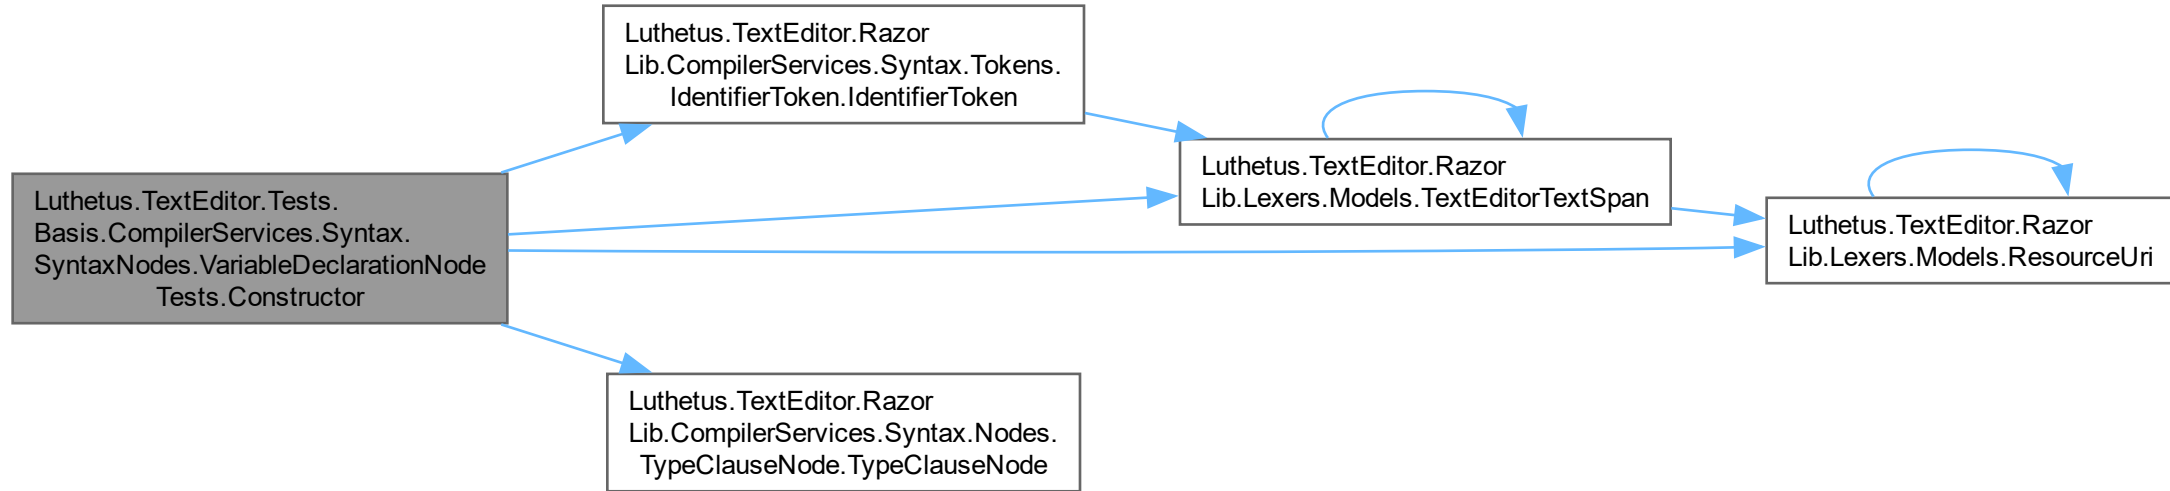 Luthetus.TextEditor.Razor
Lib.CompilerServices.Syntax.Tokens.
IdentifierToken.IdentifierToken
Luthetus.TextEditor.Tests.
Basis.CompilerServices.Syntax.
SyntaxNodes.VariableDeclarationNode
Tests.Constructor
Luthetus.TextEditor.Razor
Lib.Lexers.Models.TextEditorTextSpan
Luthetus.TextEditor.Razor
Lib.Lexers.Models.ResourceUri
Luthetus.TextEditor.Razor
Lib.CompilerServices.Syntax.Nodes.
TypeClauseNode.TypeClauseNode